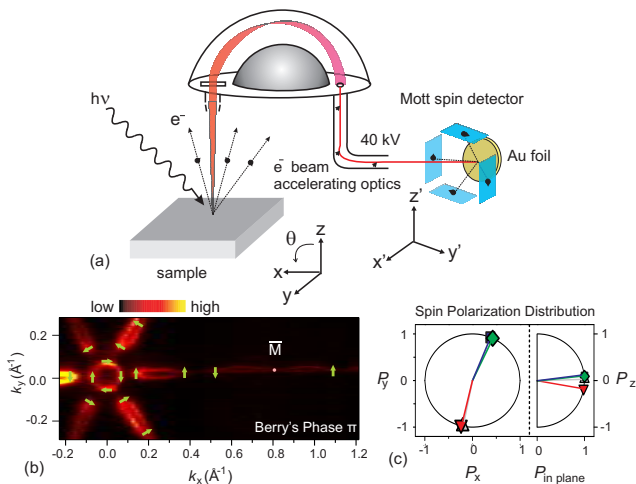 hν
e⁻
40 kV
Mott spin detector
Au foil
e⁻ beam
accelerating optics
z'
x'
y'
θ
z
x
y
(a)
sample
low
high
k_y (Å⁻¹)
0.2
0.0
-0.2
M̅
Berry's Phase π
-0.2 0.0 0.2 0.4 0.6 0.8 1.0 1.2
(b)
k_x (Å⁻¹)
Spin Polarization Distribution
P_y
1
0
-1
-1 0 1
P_x
1
0
-1
P_z
0 1
P_in plane
(c)